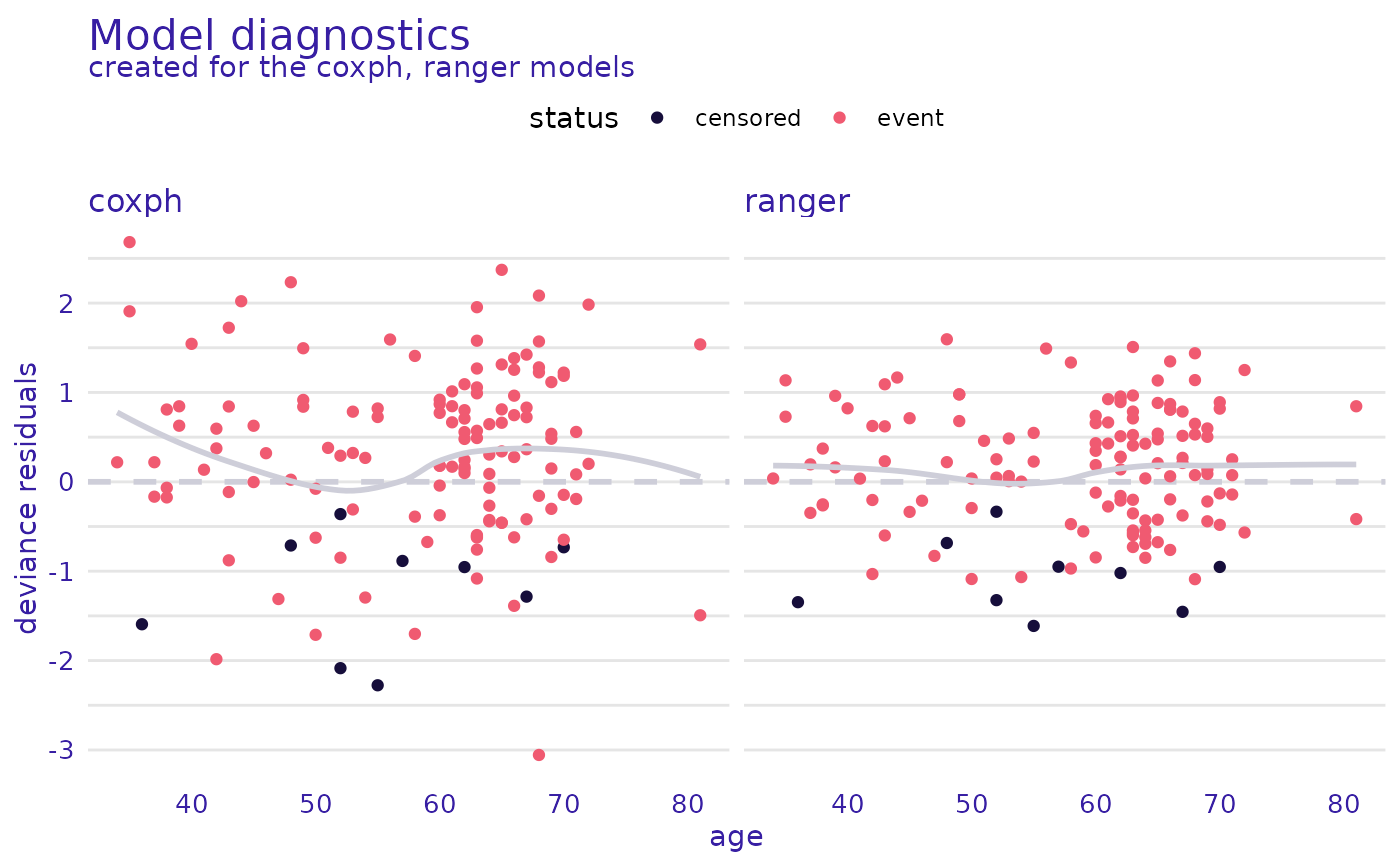 Model diagnostics
created for the coxph, ranger models
status censored event
coxph ranger
deviance residuals
2
1
0
-1
-2
-3
40 50 60 70 80 40 50 60 70 80
age